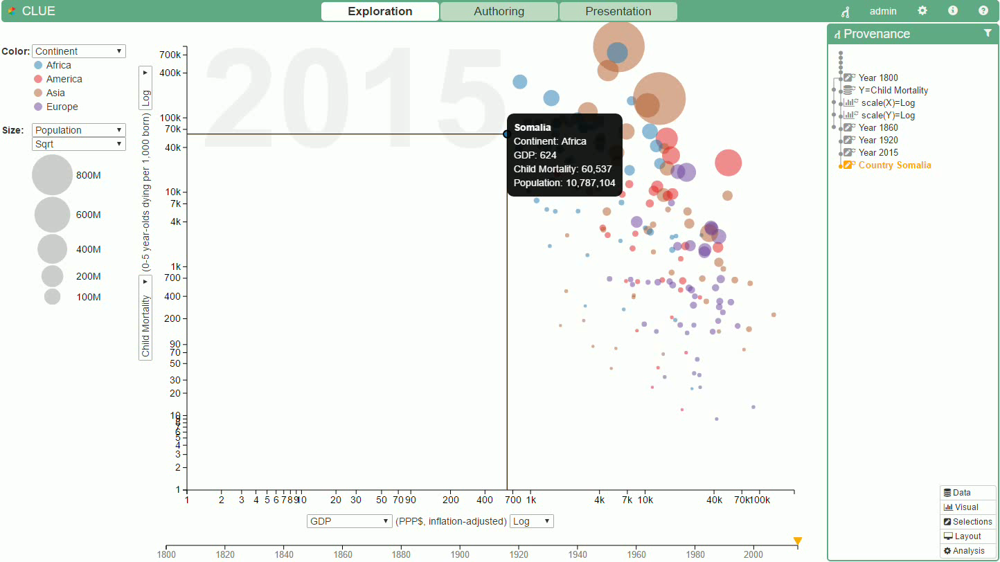 CLUE
Exploration
Authoring
Presentation
admin
Color: Continent
Africa
America
Asia
Europe
Size: Population
Sqrt
800M
600M
400M
200M
100M
Log
(0-5 year-olds dying per 1,000 born)
Child Mortality
2015
700k
400k
100k
70k
40k
10k
7k
4k
1k
700
400
200
90
70
50
30
20
10
9
8
7
6
5
4
3
2
1
Somalia
Continent: Africa
GDP: 624
Child Mortality: 60,537
Population: 10,787,104
1 2 3 4 5 6 7 8 9 10 20 30 50 70 90 200 400 700 1k 4k 7k 10k 40k 70k 100k
GDP (PPP$, inflation-adjusted) Log
1800 1820 1840 1860 1880 1900 1920 1940 1960 1980 2000
Provenance
Year 1800
Y=Child Mortality
scale(X)=Log
scale(Y)=Log
Year 1860
Year 1920
Year 2015
Country Somalia
Data
Visual
Selections
Layout
Analysis